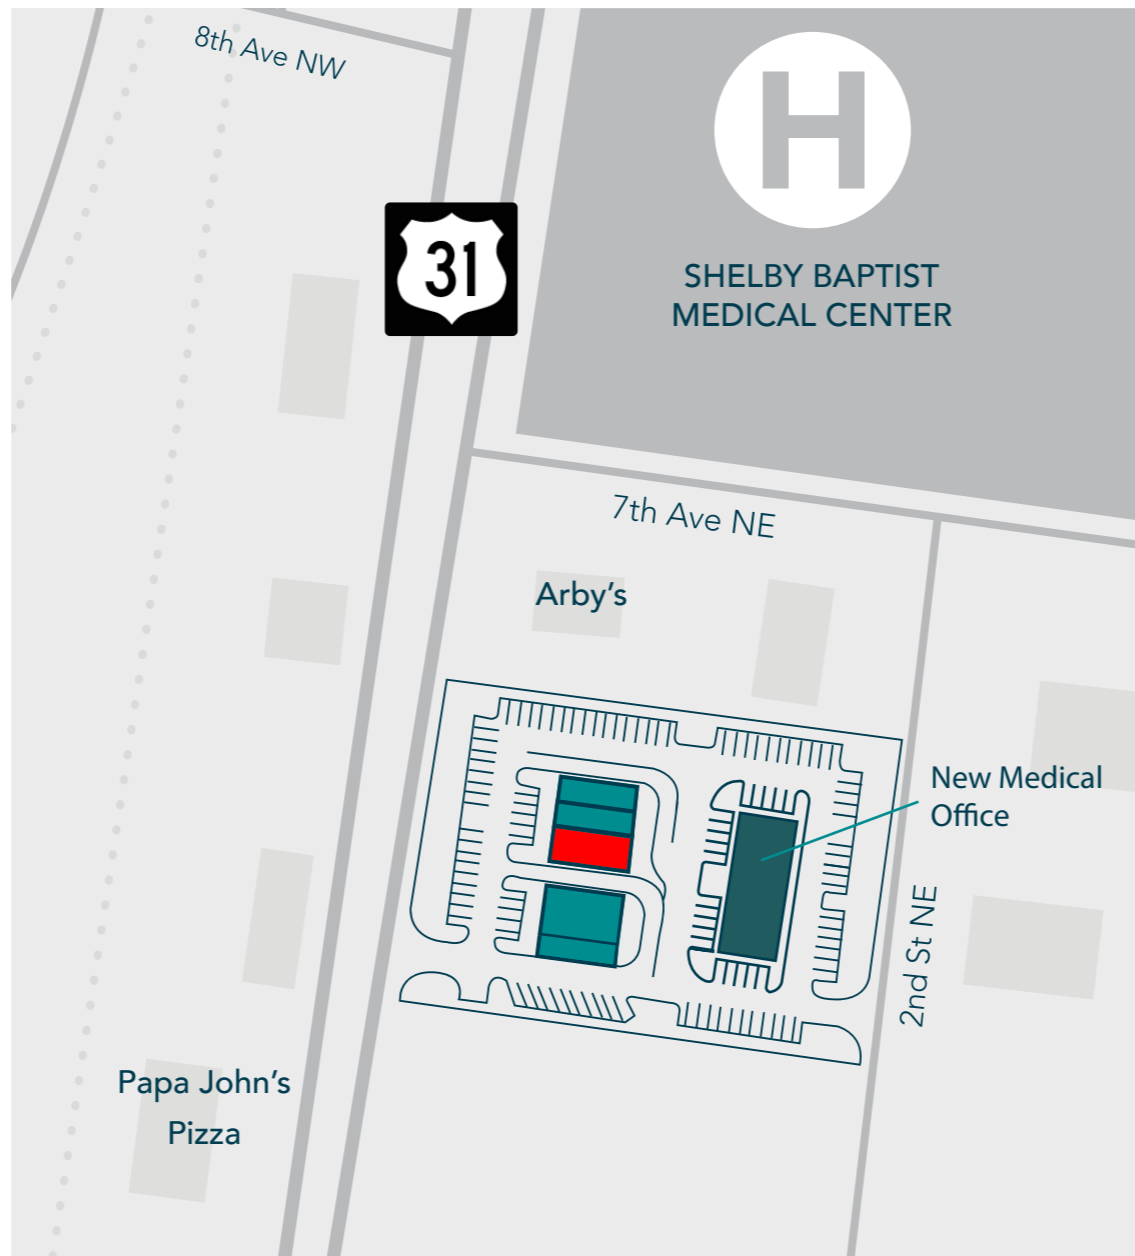 8th Ave NW
H
31
SHELBY BAPTIST
MEDICAL CENTER
7th Ave NE
Arby's
New Medical
Office
2nd St NE
Papa John's
Pizza